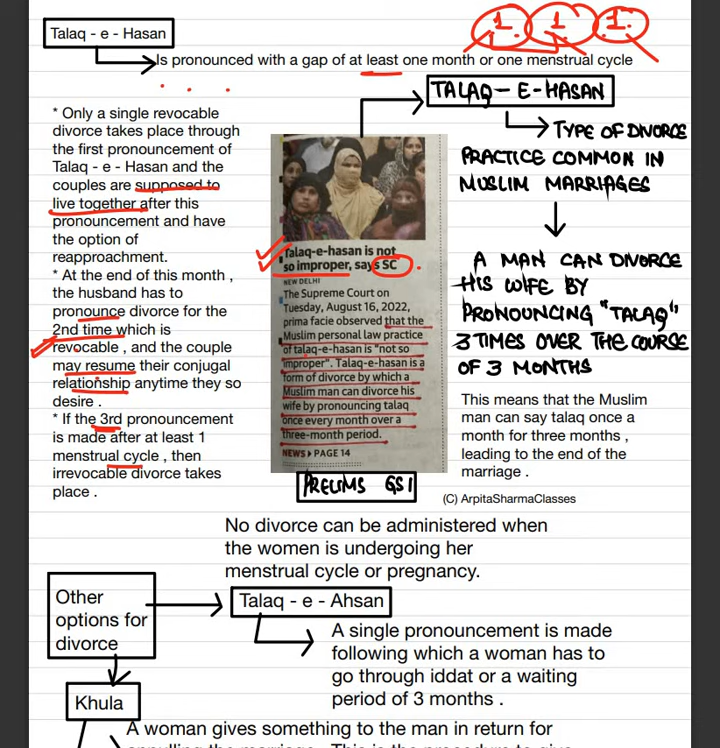 Talaq - e - Hasan
1. 1. 1.
Is pronounced with a gap of at least one month or one menstrual cycle
* Only a single revocable
divorce takes place through
the first pronouncement of
Talaq - e - Hasan and the
couples are supposed to
live together after this
pronouncement and have
the option of
reapproachment.
* At the end of this month ,
the husband has to
pronounce divorce for the
2nd time which is
revocable , and the couple
may resume their conjugal
relationship anytime they so
desire .
* If the 3rd pronouncement
is made after at least 1
menstrual cycle , then
irrevocable divorce takes
place .
Talaq-e-hasan is not
so improper, says SC
NEW DELHI
The Supreme Court on
Tuesday, August 16, 2022,
prima facie observed that the
Muslim personal law practice
of talaq-e-hasan is "not so
improper". Talaq-e-hasan is a
form of divorce by which a
Muslim man can divorce his
wife by pronouncing talaq
once every month over a
three-month period.
NEWS PAGE 14
PRELIMS GS1
TALAQ - E-HASAN
TYPE OF DIVORCE
PRACTICE COMMON IN
MUSLIM MARRIAGES
A MAN CAN DIVORCE
HIS WIFE BY
PRONOUNCING "TALAQ"
3 TIMES OVER THE COURSE
OF 3 MONTHS
This means that the Muslim
man can say talaq once a
month for three months ,
leading to the end of the
marriage .
(C) ArpitaSharmaClasses
No divorce can be administered when
the women is undergoing her
menstrual cycle or pregnancy.
Other
options for
divorce
Talaq - e - Ahsan
A single pronouncement is made
following which a woman has to
go through iddat or a waiting
period of 3 months .
Khula
A woman gives something to the man in return for
annulling the marriage . This is the procedure to give